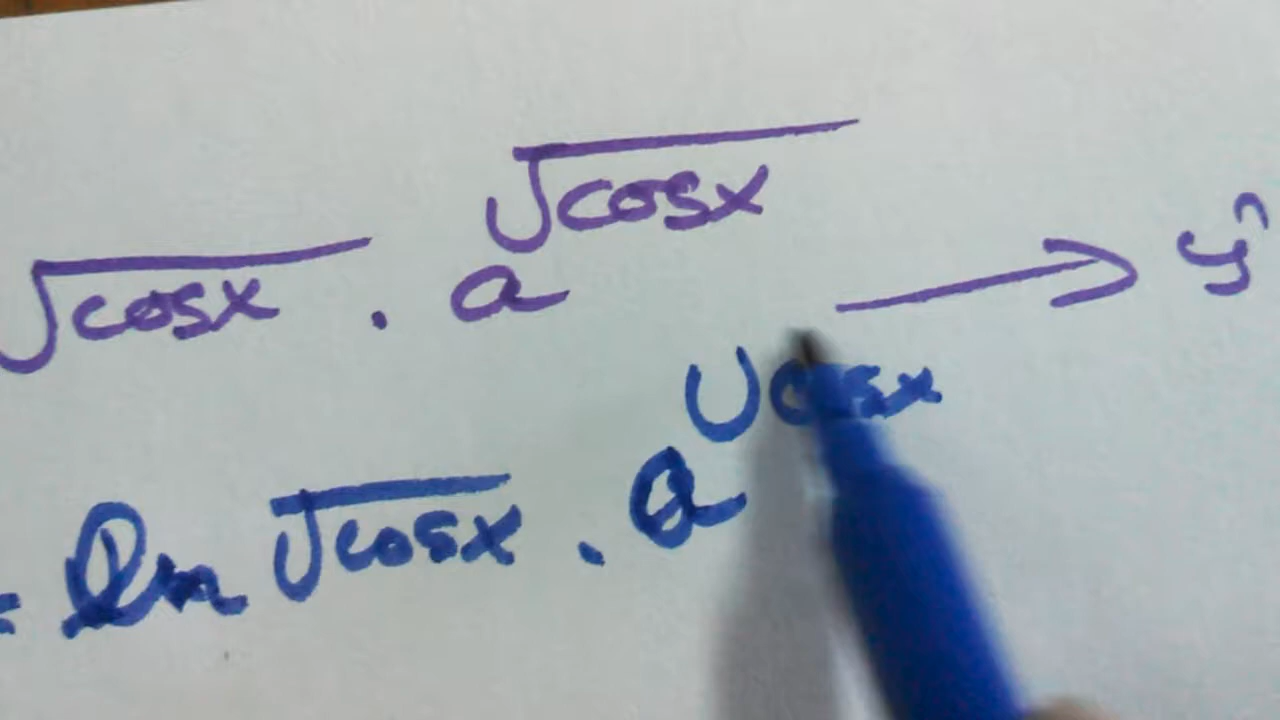 √cosx . a^√cosx → y'
= ln √cosx . a^√cosx